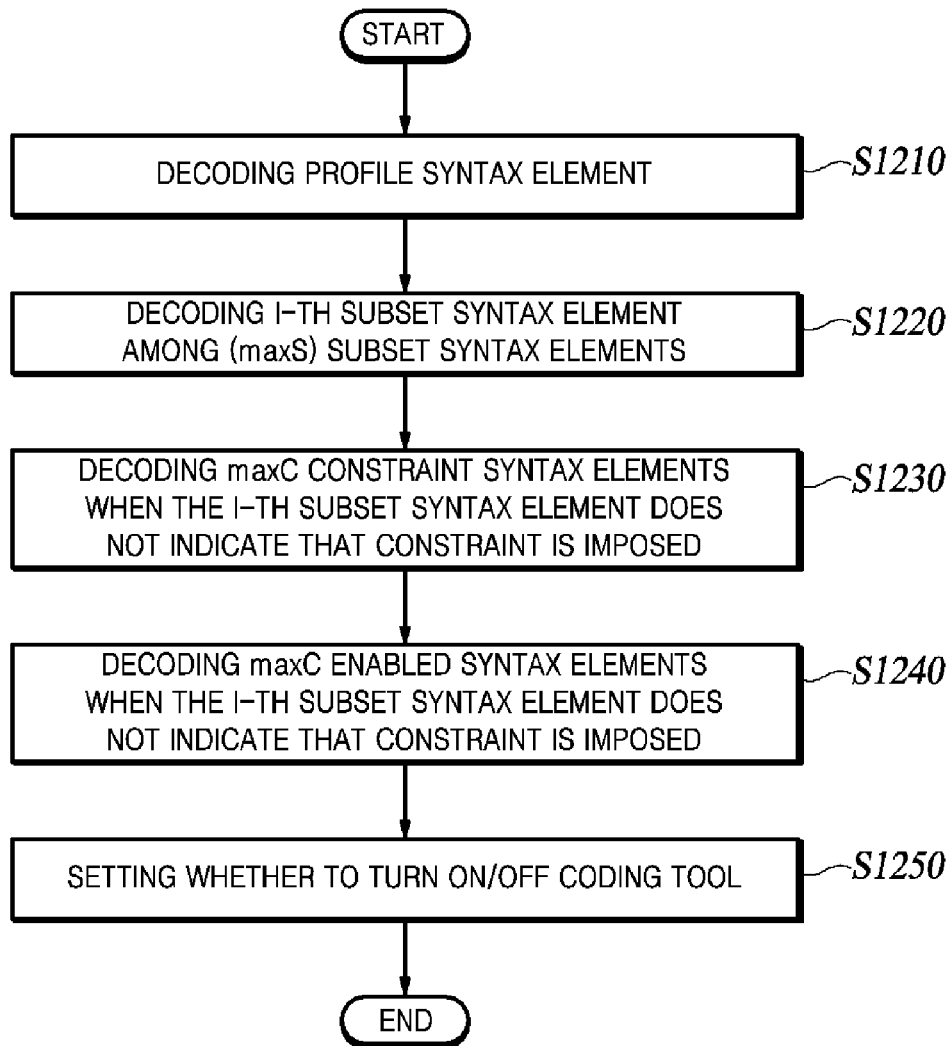 START
DECODING PROFILE SYNTAX ELEMENT
S1210
DECODING I-TH SUBSET SYNTAX ELEMENT
AMONG (maxS) SUBSET SYNTAX ELEMENTS
S1220
DECODING maxC CONSTRAINT SYNTAX ELEMENTS
WHEN THE I-TH SUBSET SYNTAX ELEMENT DOES
NOT INDICATE THAT CONSTRAINT IS IMPOSED
S1230
DECODING maxC ENABLED SYNTAX ELEMENTS
WHEN THE I-TH SUBSET SYNTAX ELEMENT DOES
NOT INDICATE THAT CONSTRAINT IS IMPOSED
S1240
SETTING WHETHER TO TURN ON/OFF CODING TOOL
S1250
END